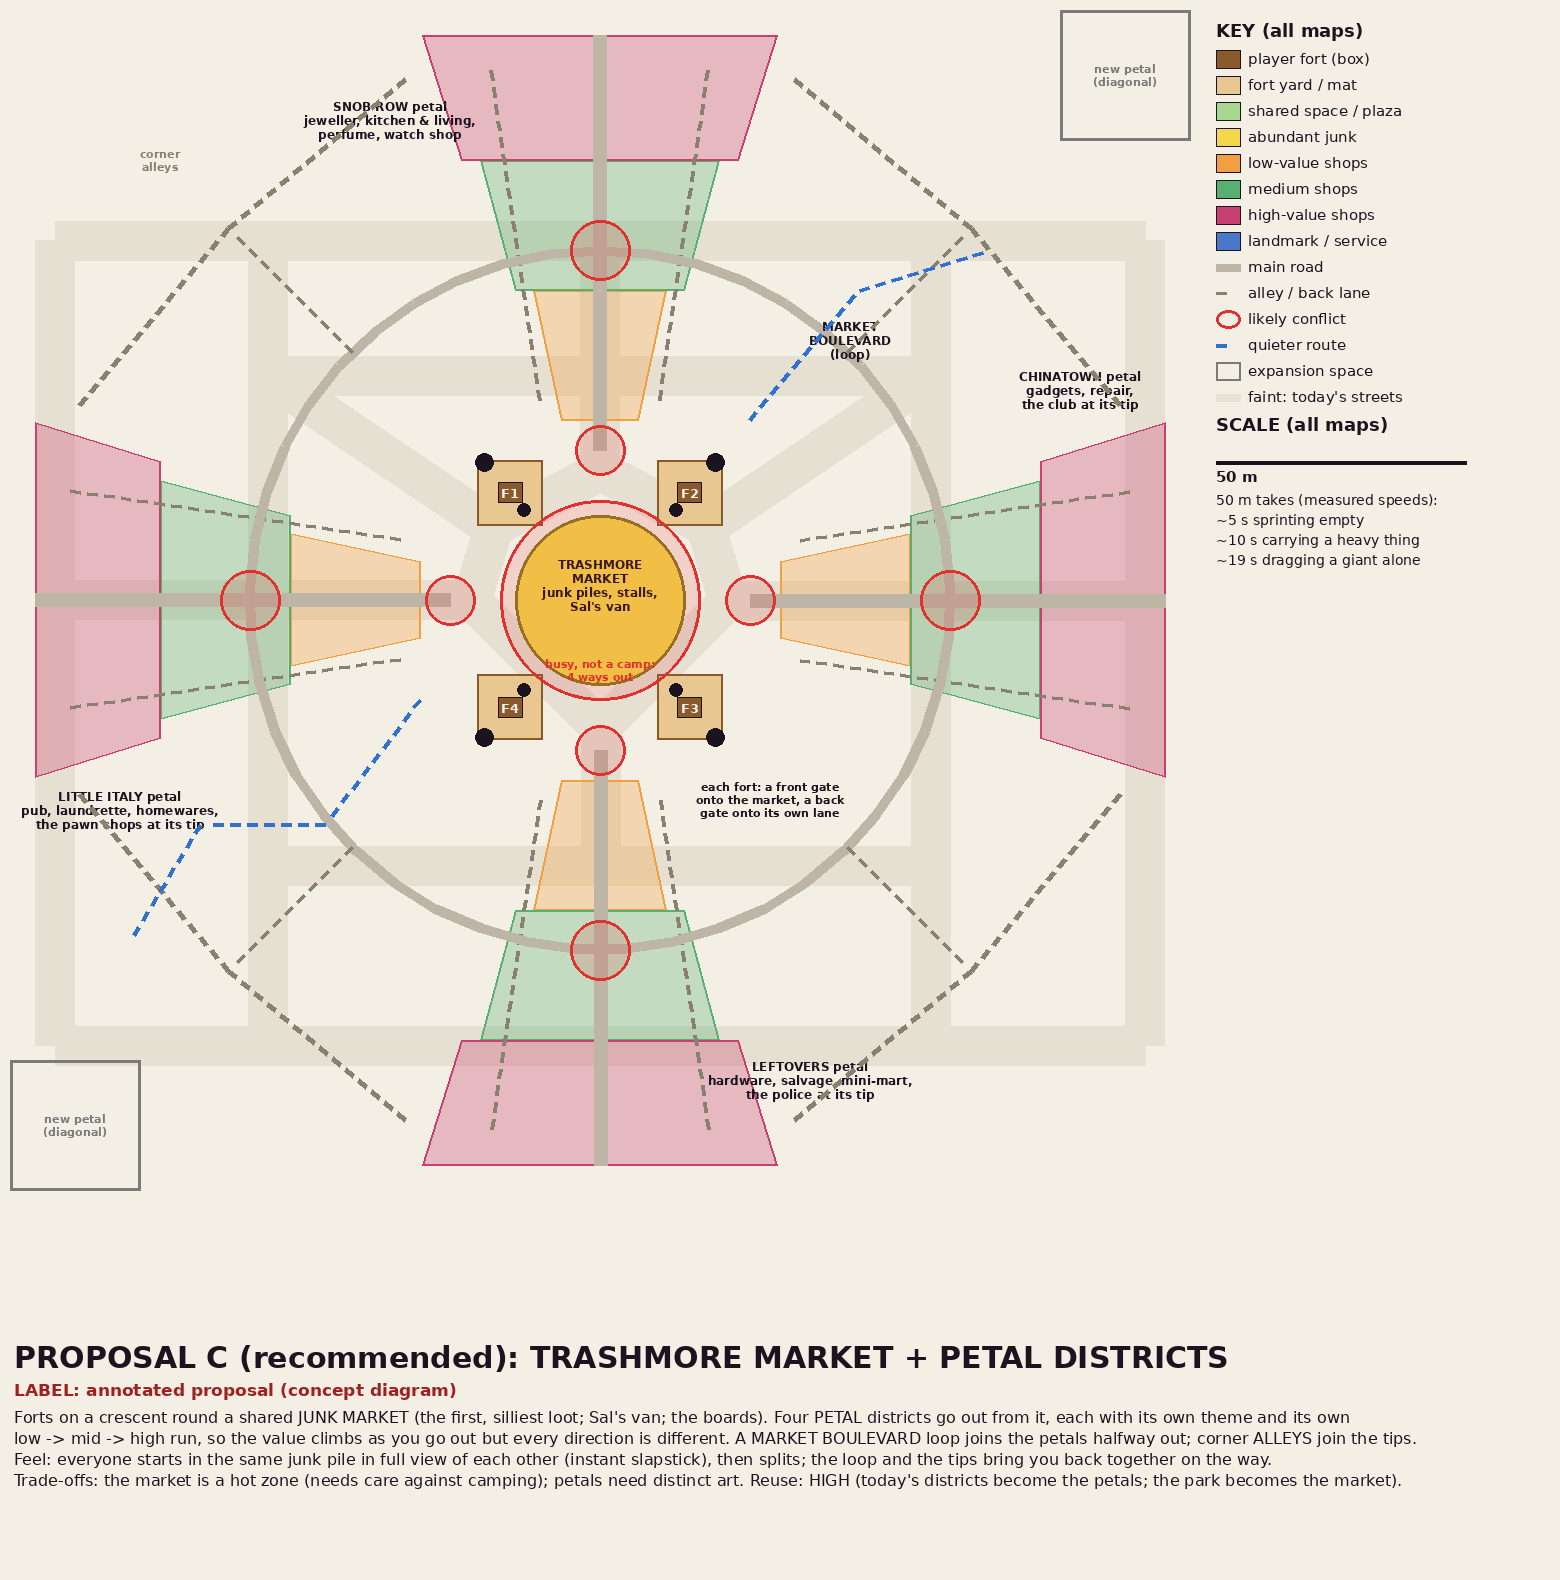 new petal
(diagonal)
KEY (all maps)
player fort (box)
fort yard / mat
shared space / plaza
abundant junk
low-value shops
medium shops
high-value shops
landmark / service
main road
alley / back lane
likely conflict
quieter route
expansion space
faint: today's streets
SCALE (all maps)
50 m
50 m takes (measured speeds):
~5 s sprinting empty
~10 s carrying a heavy thing
~19 s dragging a giant alone
SNOB ROW petal
jeweller, kitchen & living,
perfume, watch shop
corner
alleys
MARKET
BOULEVARD
(loop)
CHINATOWN petal
gadgets, repair,
the club at its tip
F1
F2
TRASHMORE
MARKET
junk piles, stalls,
Sal's van
busy, not a camp:
4 ways out
F4
F3
each fort: a front gate
onto the market, a back
gate onto its own lane
LITTLE ITALY petal
pub, laundrette, homewares,
the pawn shops at its tip
LEFTOVERS petal
hardware, salvage, mini-mart,
the police at its tip
new petal
(diagonal)
PROPOSAL C (recommended): TRASHMORE MARKET + PETAL DISTRICTS
LABEL: annotated proposal (concept diagram)
Forts on a crescent round a shared JUNK MARKET (the first, silliest loot; Sal's van; the boards). Four PETAL districts go out from it, each with its own theme and its own
low -> mid -> high run, so the value climbs as you go out but every direction is different. A MARKET BOULEVARD loop joins the petals halfway out; corner ALLEYS join the tips.
Feel: everyone starts in the same junk pile in full view of each other (instant slapstick), then splits; the loop and the tips bring you back together on the way.
Trade-offs: the market is a hot zone (needs care against camping); petals need distinct art. Reuse: HIGH (today's districts become the petals; the park becomes the market).